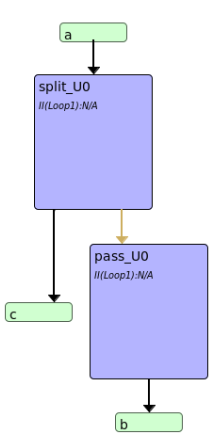 a
split_U0
II(Loop1):N/A
pass_U0
II(Loop1):N/A
c
b